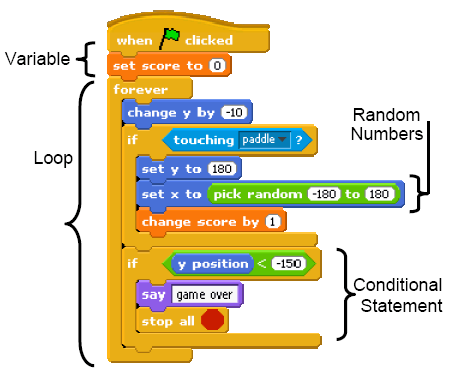 when clicked
Variable
set score to 0
forever
change y by -10
Random
Numbers
if touching paddle ?
Loop
set y to 180
set x to pick random -180 to 180
change score by 1
if y position < -150
Conditional
Statement
say game over
stop all